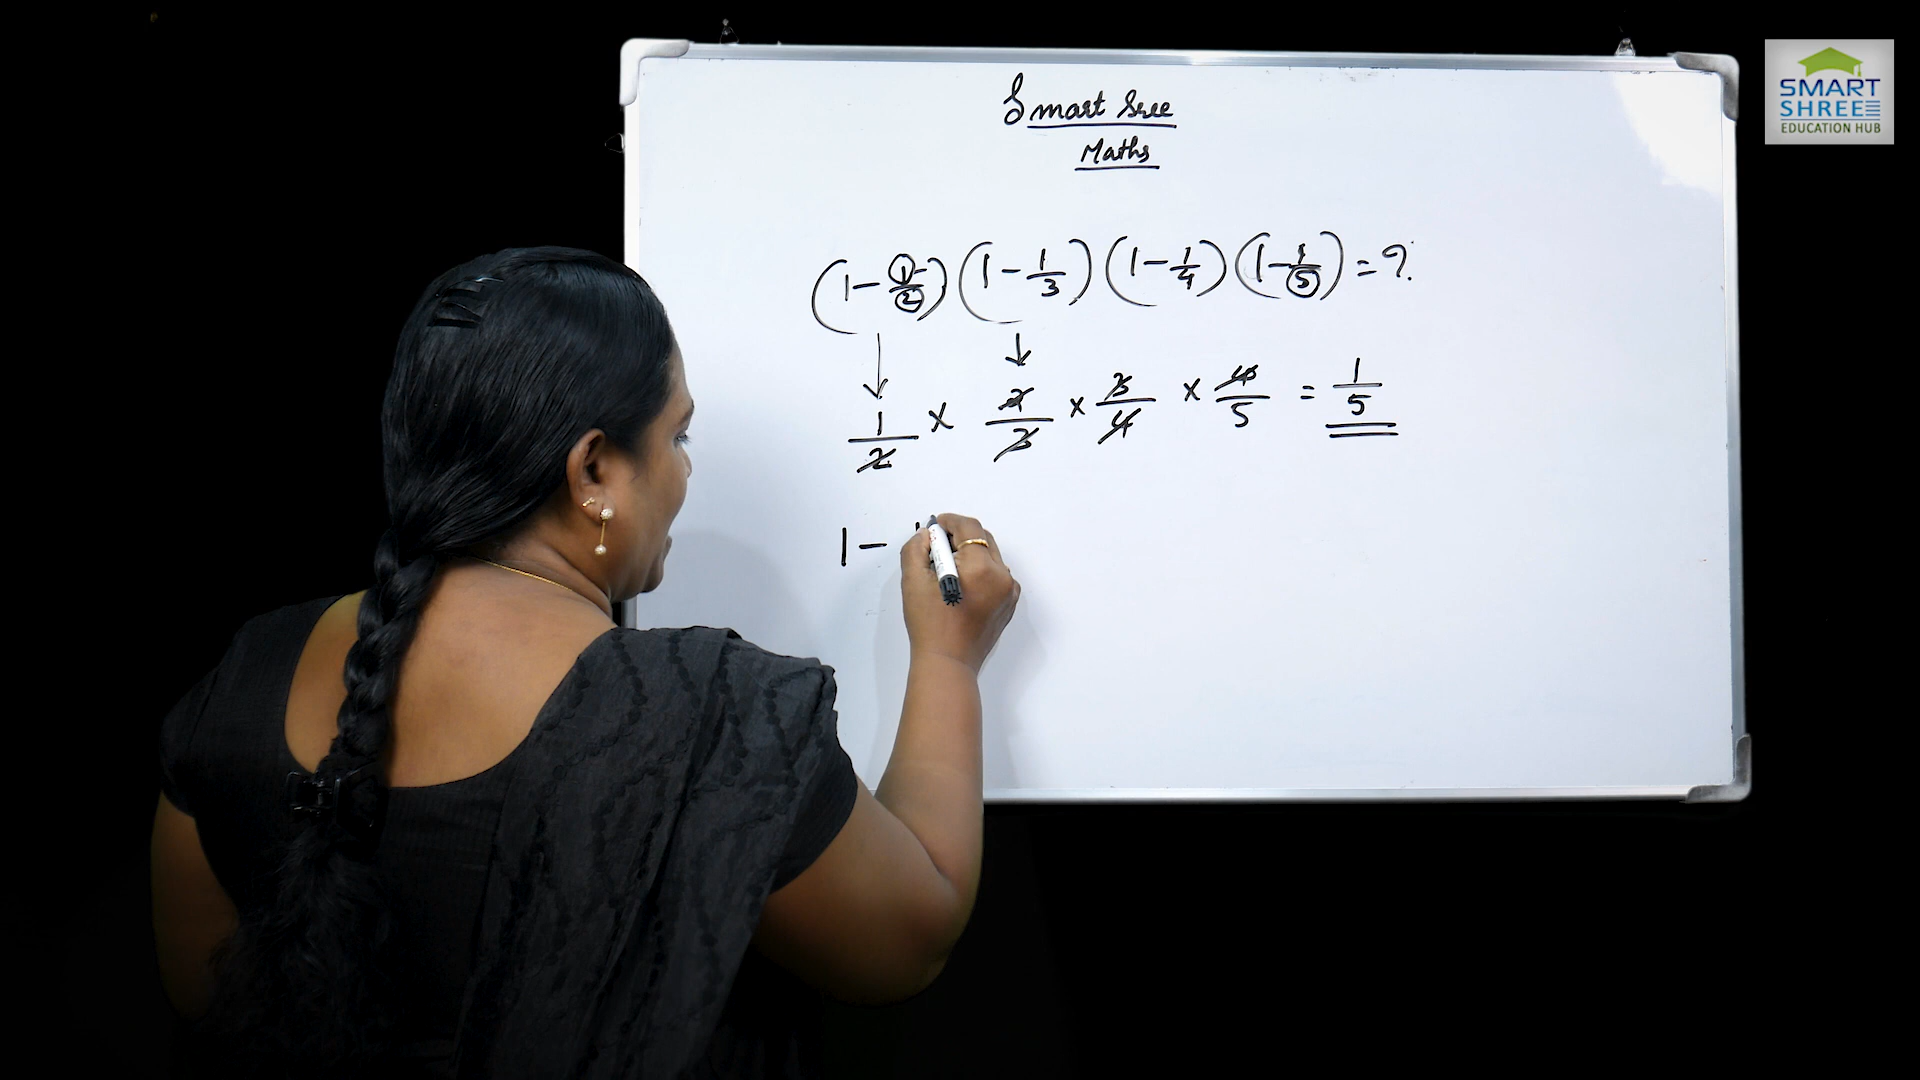 Smart Sree
Maths
(1 - 1/2) (1 - 1/3) (1 - 1/4) (1 - 1/5) = ?
1/2 × 2/3 × 3/4 × 4/5 = 1/5
1 - 1
SMART
SHREE
EDUCATION HUB